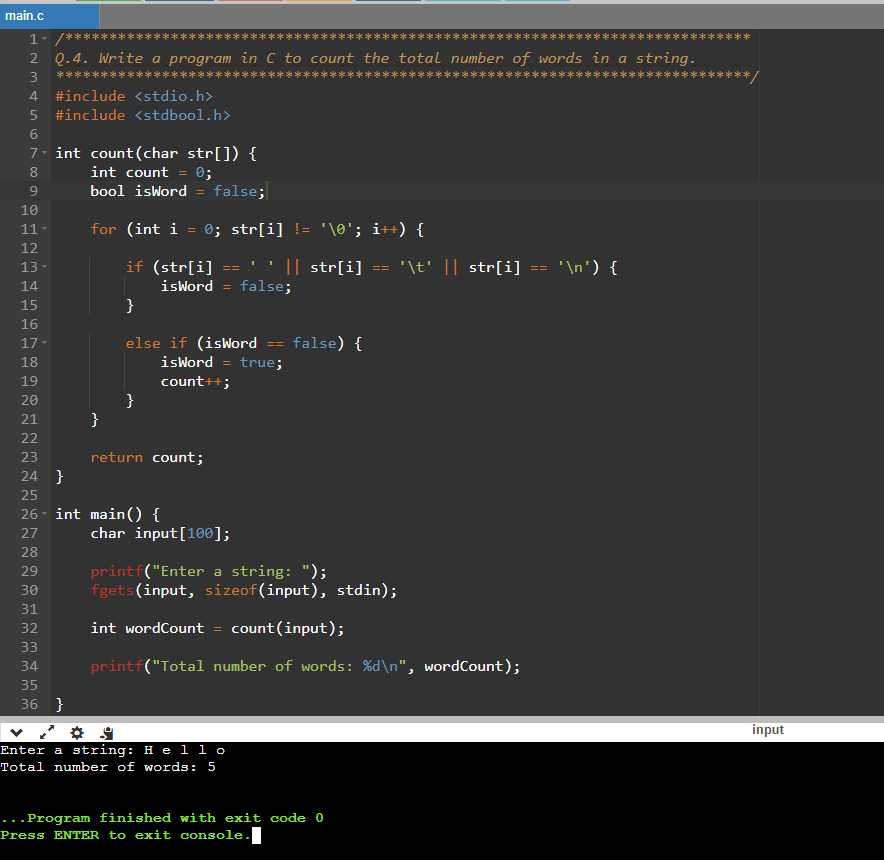 main.c
1 /******************************************************************************
2 Q.4. Write a program in C to count the total number of words in a string.
3 *******************************************************************************/
4 #include <stdio.h>
5 #include <stdbool.h>
6
7 int count(char str[]) {
8     int count = 0;
9     bool isWord = false;
10
11     for (int i = 0; str[i] != '\0'; i++) {
12
13         if (str[i] == ' ' || str[i] == '\t' || str[i] == '\n') {
14             isWord = false;
15         }
16
17         else if (isWord == false) {
18             isWord = true;
19             count++;
20         }
21     }
22
23     return count;
24 }
25
26 int main() {
27     char input[100];
28
29     printf("Enter a string: ");
30     fgets(input, sizeof(input), stdin);
31
32     int wordCount = count(input);
33
34     printf("Total number of words: %d\n", wordCount);
35
36 }
input
Enter a string: H e l l o
Total number of words: 5
...Program finished with exit code 0
Press ENTER to exit console.